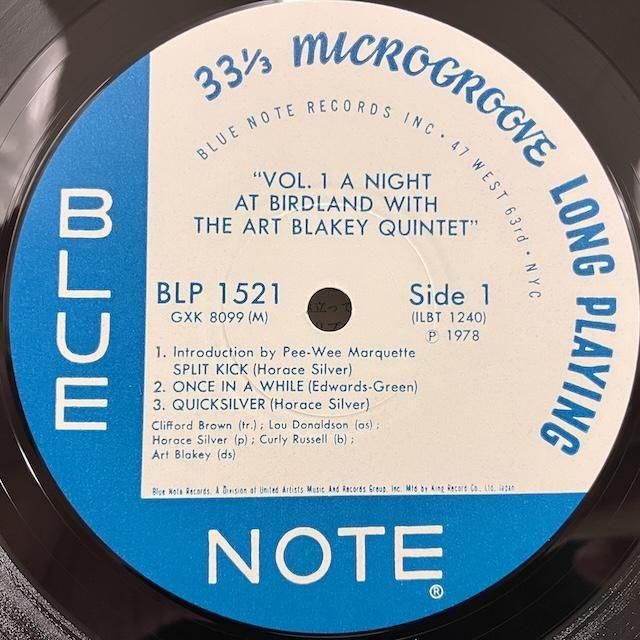 33⅓ MICROGROOVE LONG PLAYING
BLUE NOTE RECORDS INC • 47 WEST 63rd • NYC
"VOL. 1 A NIGHT
AT BIRDLAND WITH
THE ART BLAKEY QUINTET"
BLP 1521
GXK 8099 (M)
Side 1
(ILBT 1240)
Ⓟ 1978
1. Introduction by Pee-Wee Marquette
SPLIT KICK (Horace Silver)
2. ONCE IN A WHILE (Edwards-Green)
3. QUICKSILVER (Horace Silver)
Clifford Brown (tr.) ; Lou Donaldson (as) ;
Horace Silver (p) ; Curly Russell (b) ;
Art Blakey (ds)
Blue Note Records, A Division of United Artists Music And Records Group, Inc. Mfd by King Record Co., Ltd. Japan
BLUE
NOTE®